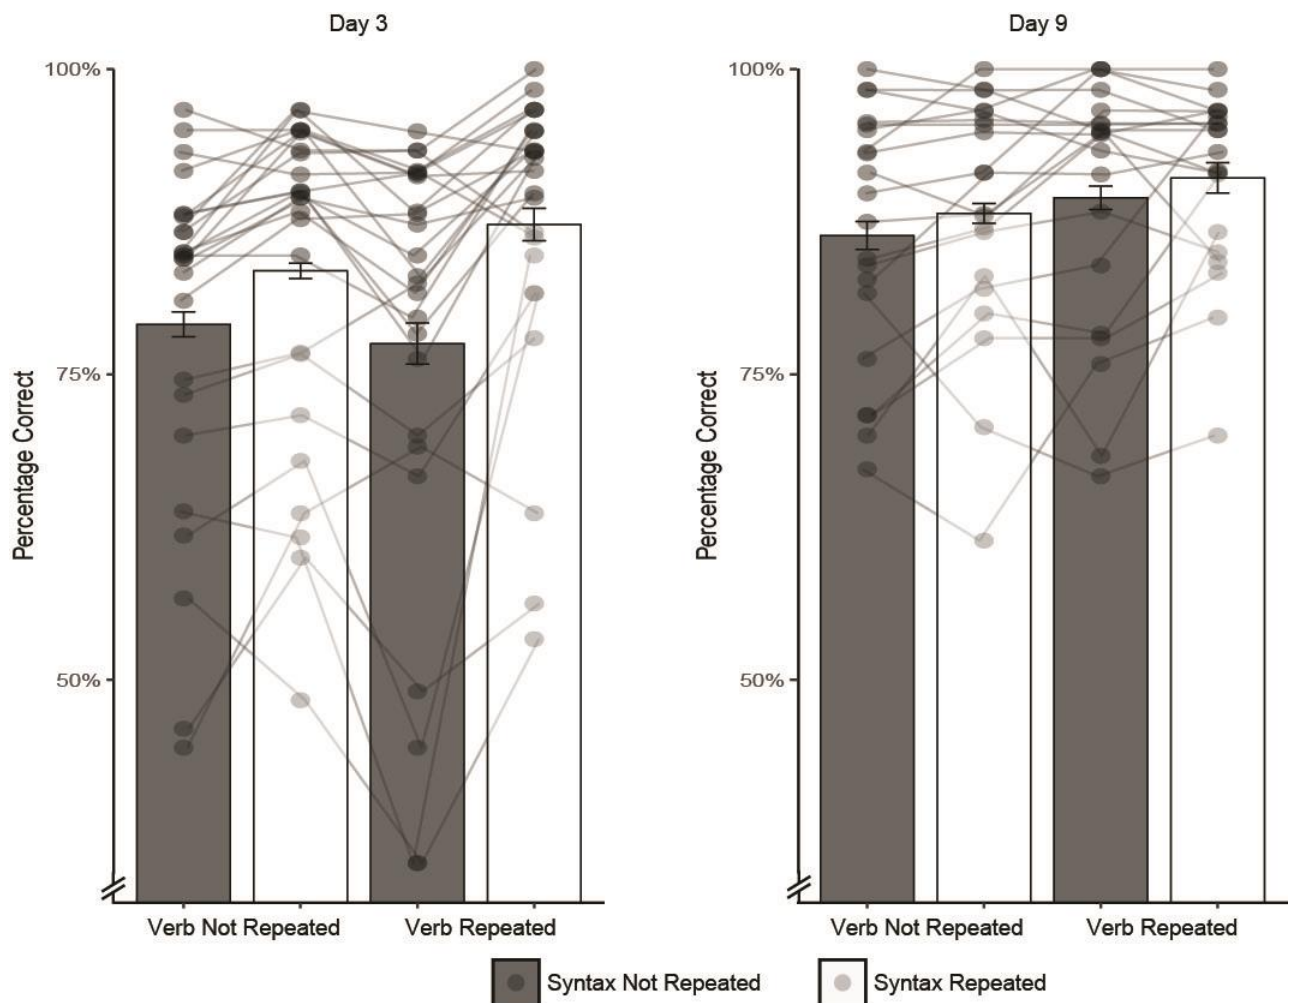 Day 3
100%
75%
50%
Percentage Correct
Verb Not Repeated
Verb Repeated
Day 9
100%
75%
50%
Percentage Correct
Verb Not Repeated
Verb Repeated
Syntax Not Repeated
Syntax Repeated